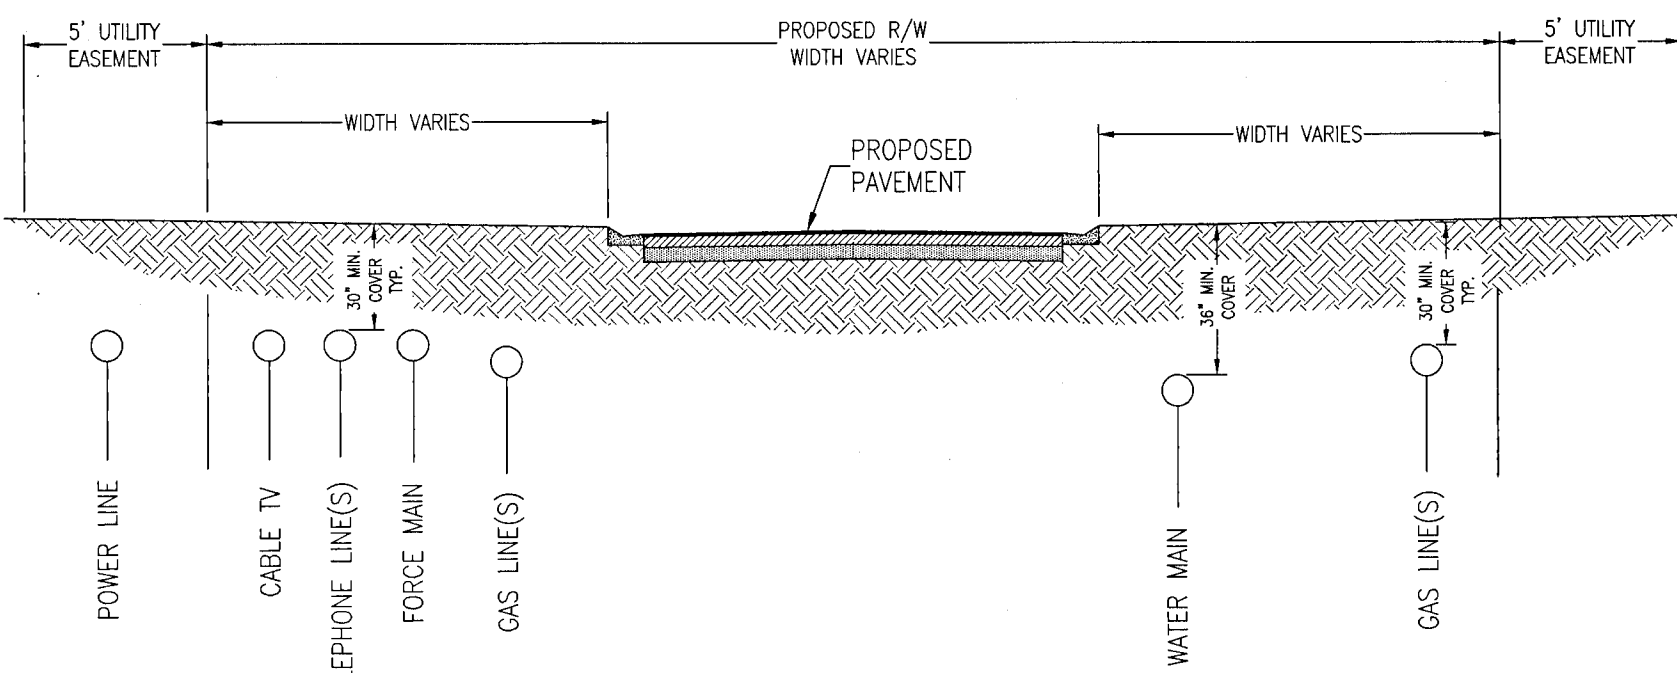 5' UTILITY
EASEMENT
PROPOSED R/W
WIDTH VARIES
5' UTILITY
EASEMENT
WIDTH VARIES
WIDTH VARIES
PROPOSED
PAVEMENT
30" MIN.
COVER
TYP.
36" MIN.
COVER
30" MIN.
COVER
TYP.
POWER LINE
CABLE TV
LEPHONE LINE(S)
FORCE MAIN
GAS LINE(S)
WATER MAIN
GAS LINE(S)